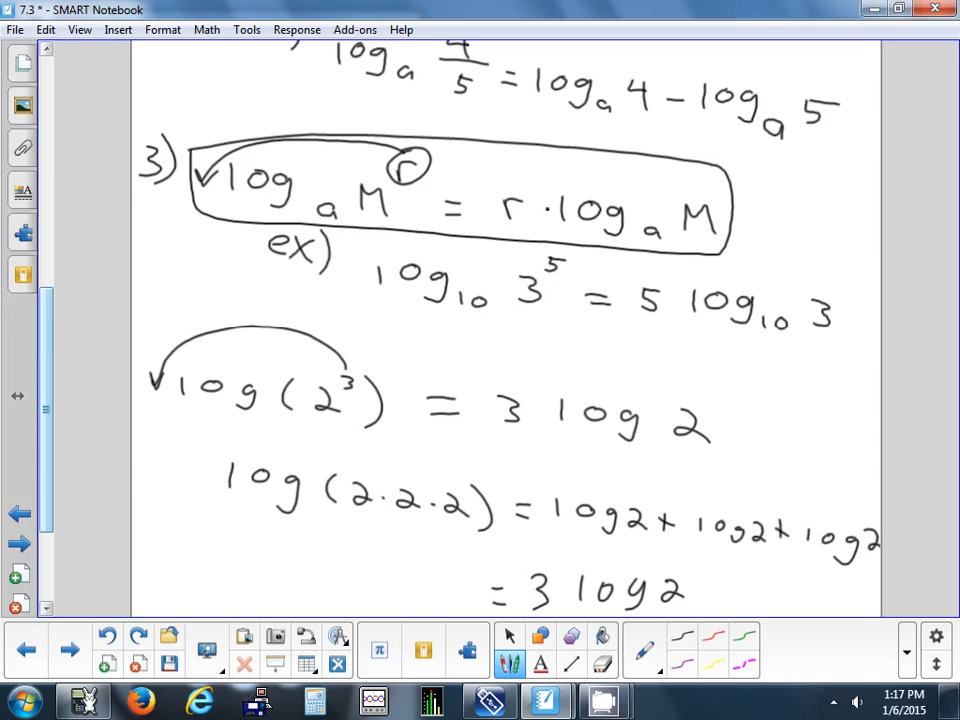 7.3 * - SMART Notebook
File Edit View Insert Format Math Tools Response Add-ons Help
log_a 4/5 = log_a 4 - log_a 5
3) log_a M^r = r · log_a M
ex) log_10 3^5 = 5 log_10 3
log (2^3) = 3 log 2
log (2·2·2) = log2 + log2 + log2
= 3 log 2
1:17 PM
1/6/2015